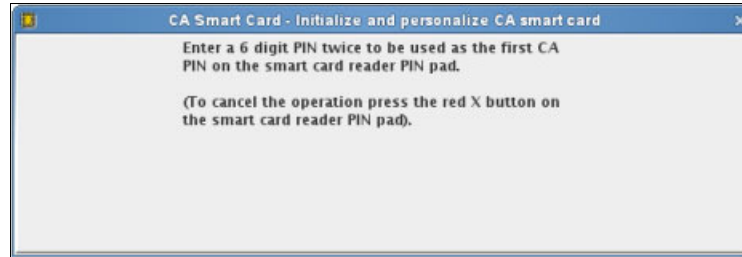 CA Smart Card - Initialize and personalize CA smart card
Enter a 6 digit PIN twice to be used as the first CA
PIN on the smart card reader PIN pad.
(To cancel the operation press the red X button on
the smart card reader PIN pad).